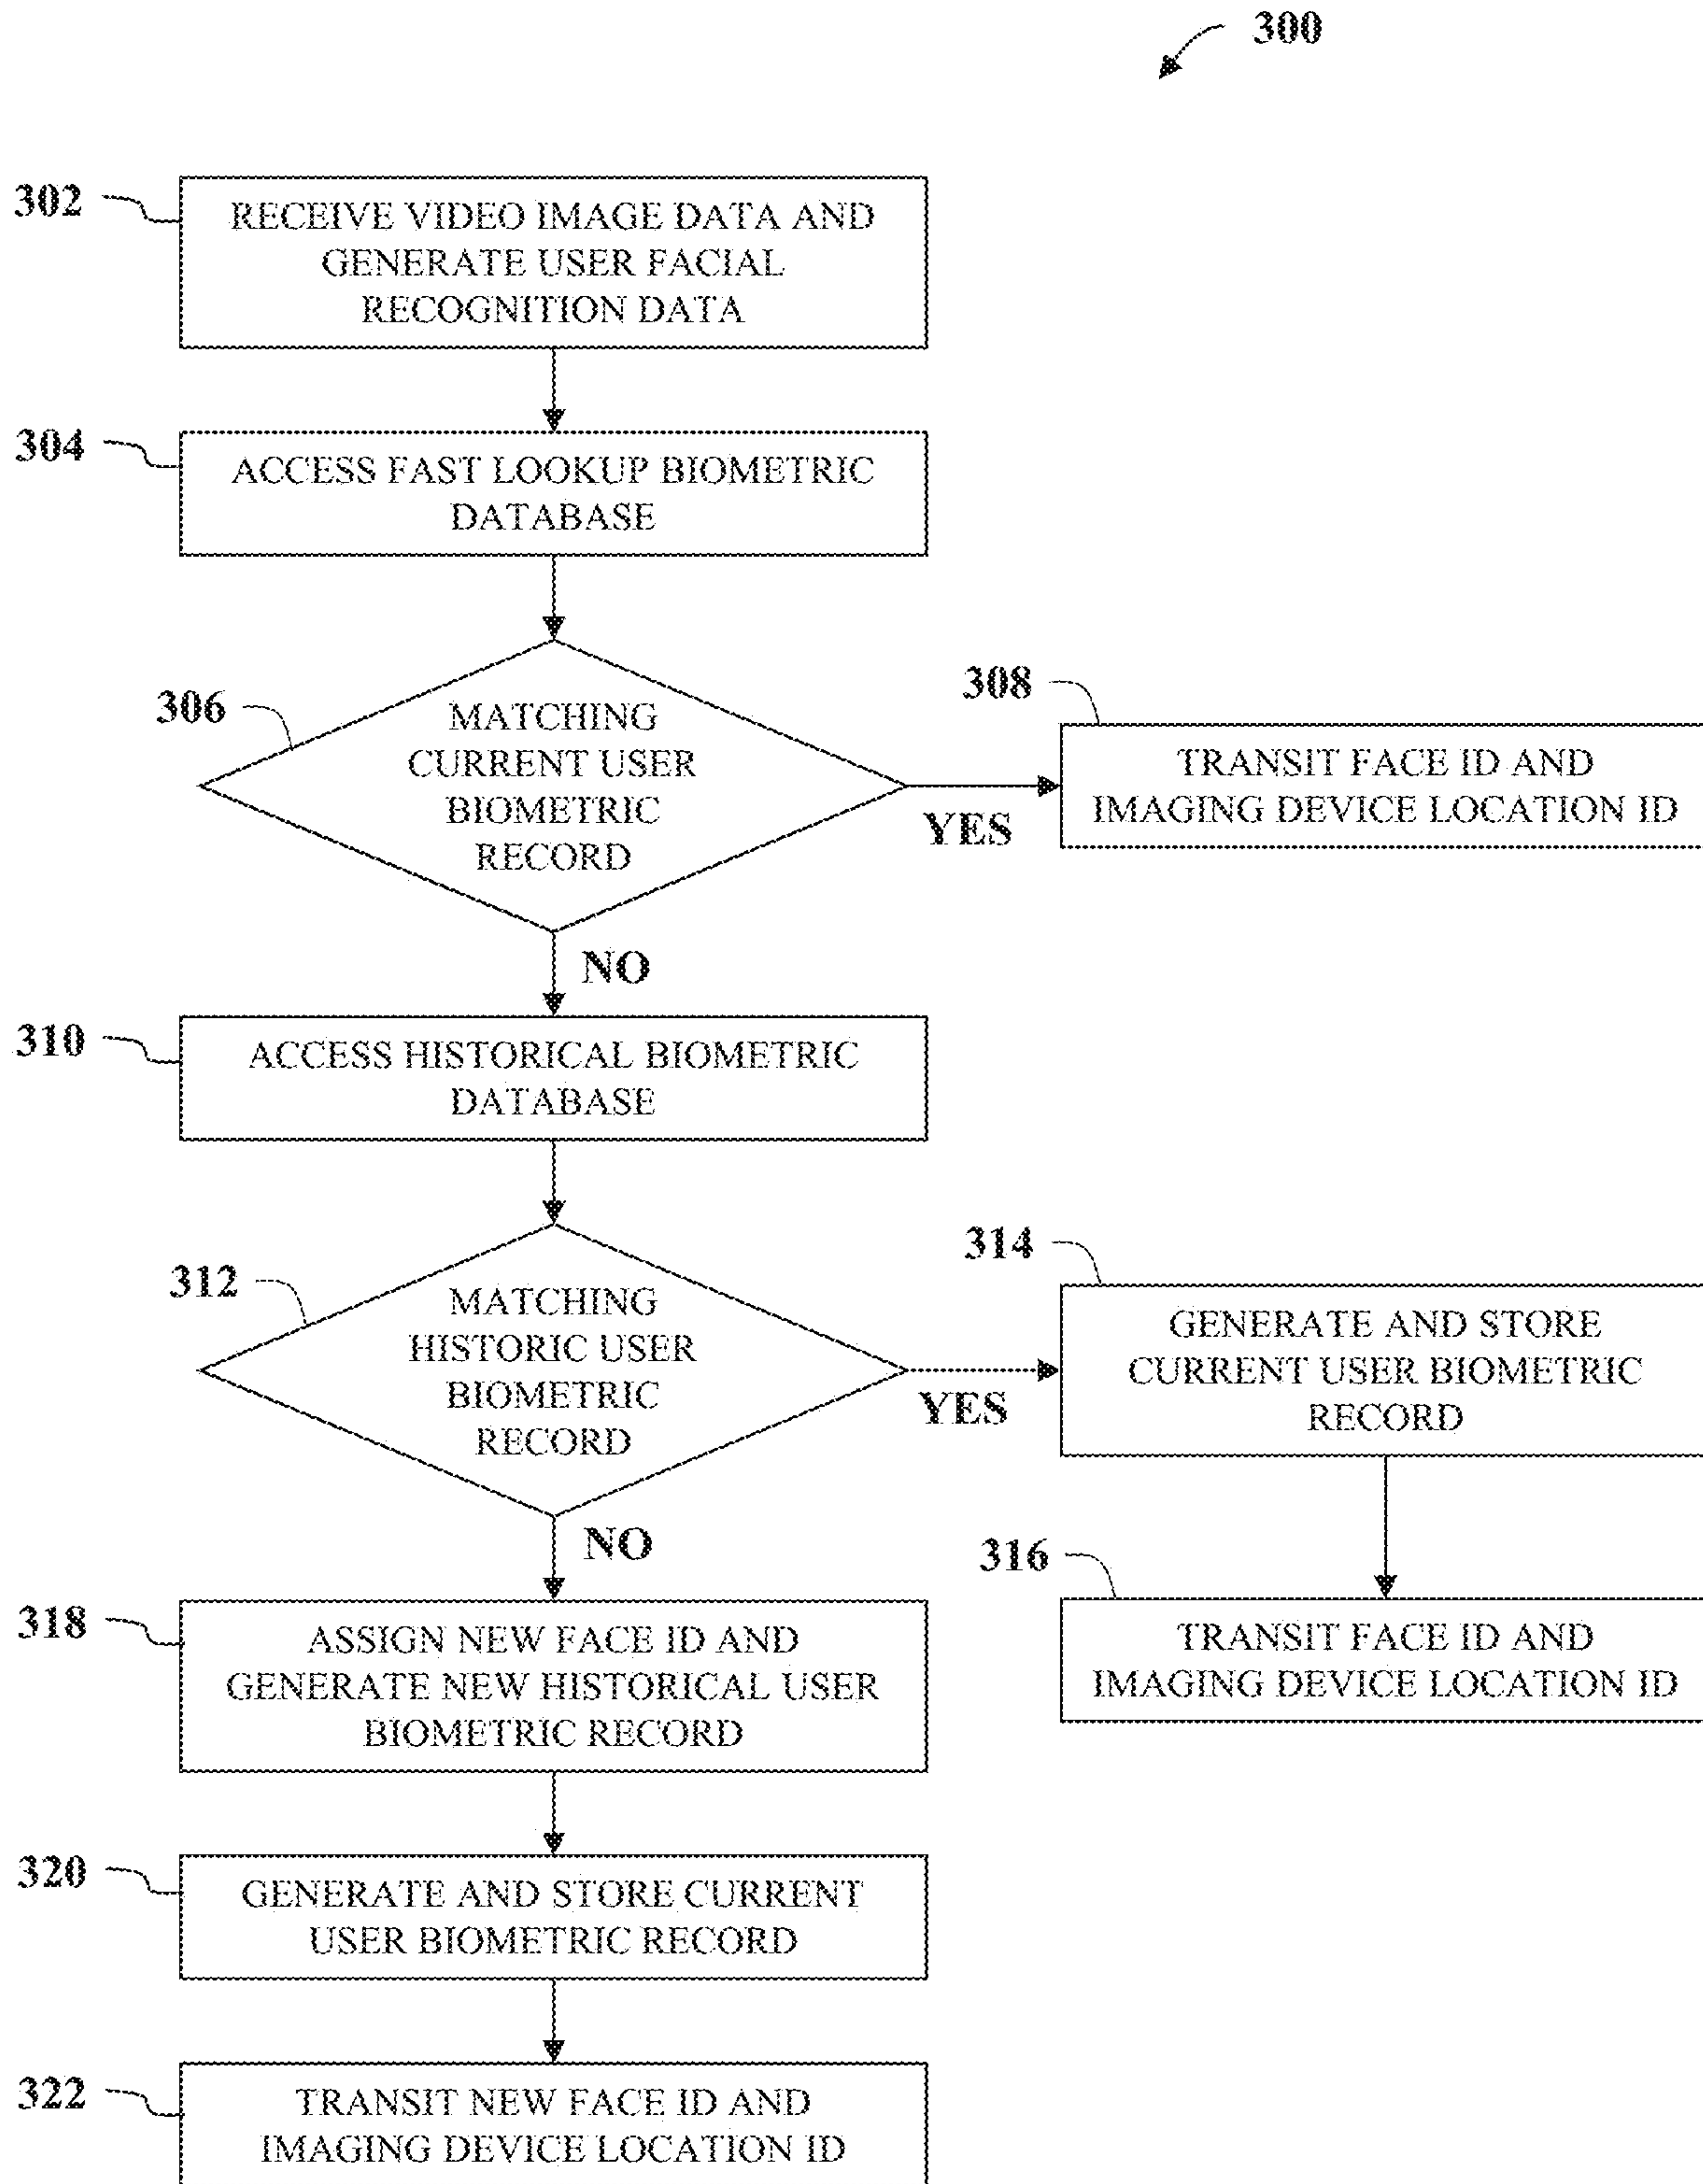 300
302
RECEIVE VIDEO IMAGE DATA AND
GENERATE USER FACIAL
RECOGNITION DATA
304
ACCESS FAST LOOKUP BIOMETRIC
DATABASE
306
MATCHING
CURRENT USER
BIOMETRIC
RECORD
YES
308
TRANSIT FACE ID AND
IMAGING DEVICE LOCATION ID
NO
310
ACCESS HISTORICAL BIOMETRIC
DATABASE
312
MATCHING
HISTORIC USER
BIOMETRIC
RECORD
YES
314
GENERATE AND STORE
CURRENT USER BIOMETRIC
RECORD
316
TRANSIT FACE ID AND
IMAGING DEVICE LOCATION ID
NO
318
ASSIGN NEW FACE ID AND
GENERATE NEW HISTORICAL USER
BIOMETRIC RECORD
320
GENERATE AND STORE CURRENT
USER BIOMETRIC RECORD
322
TRANSIT NEW FACE ID AND
IMAGING DEVICE LOCATION ID